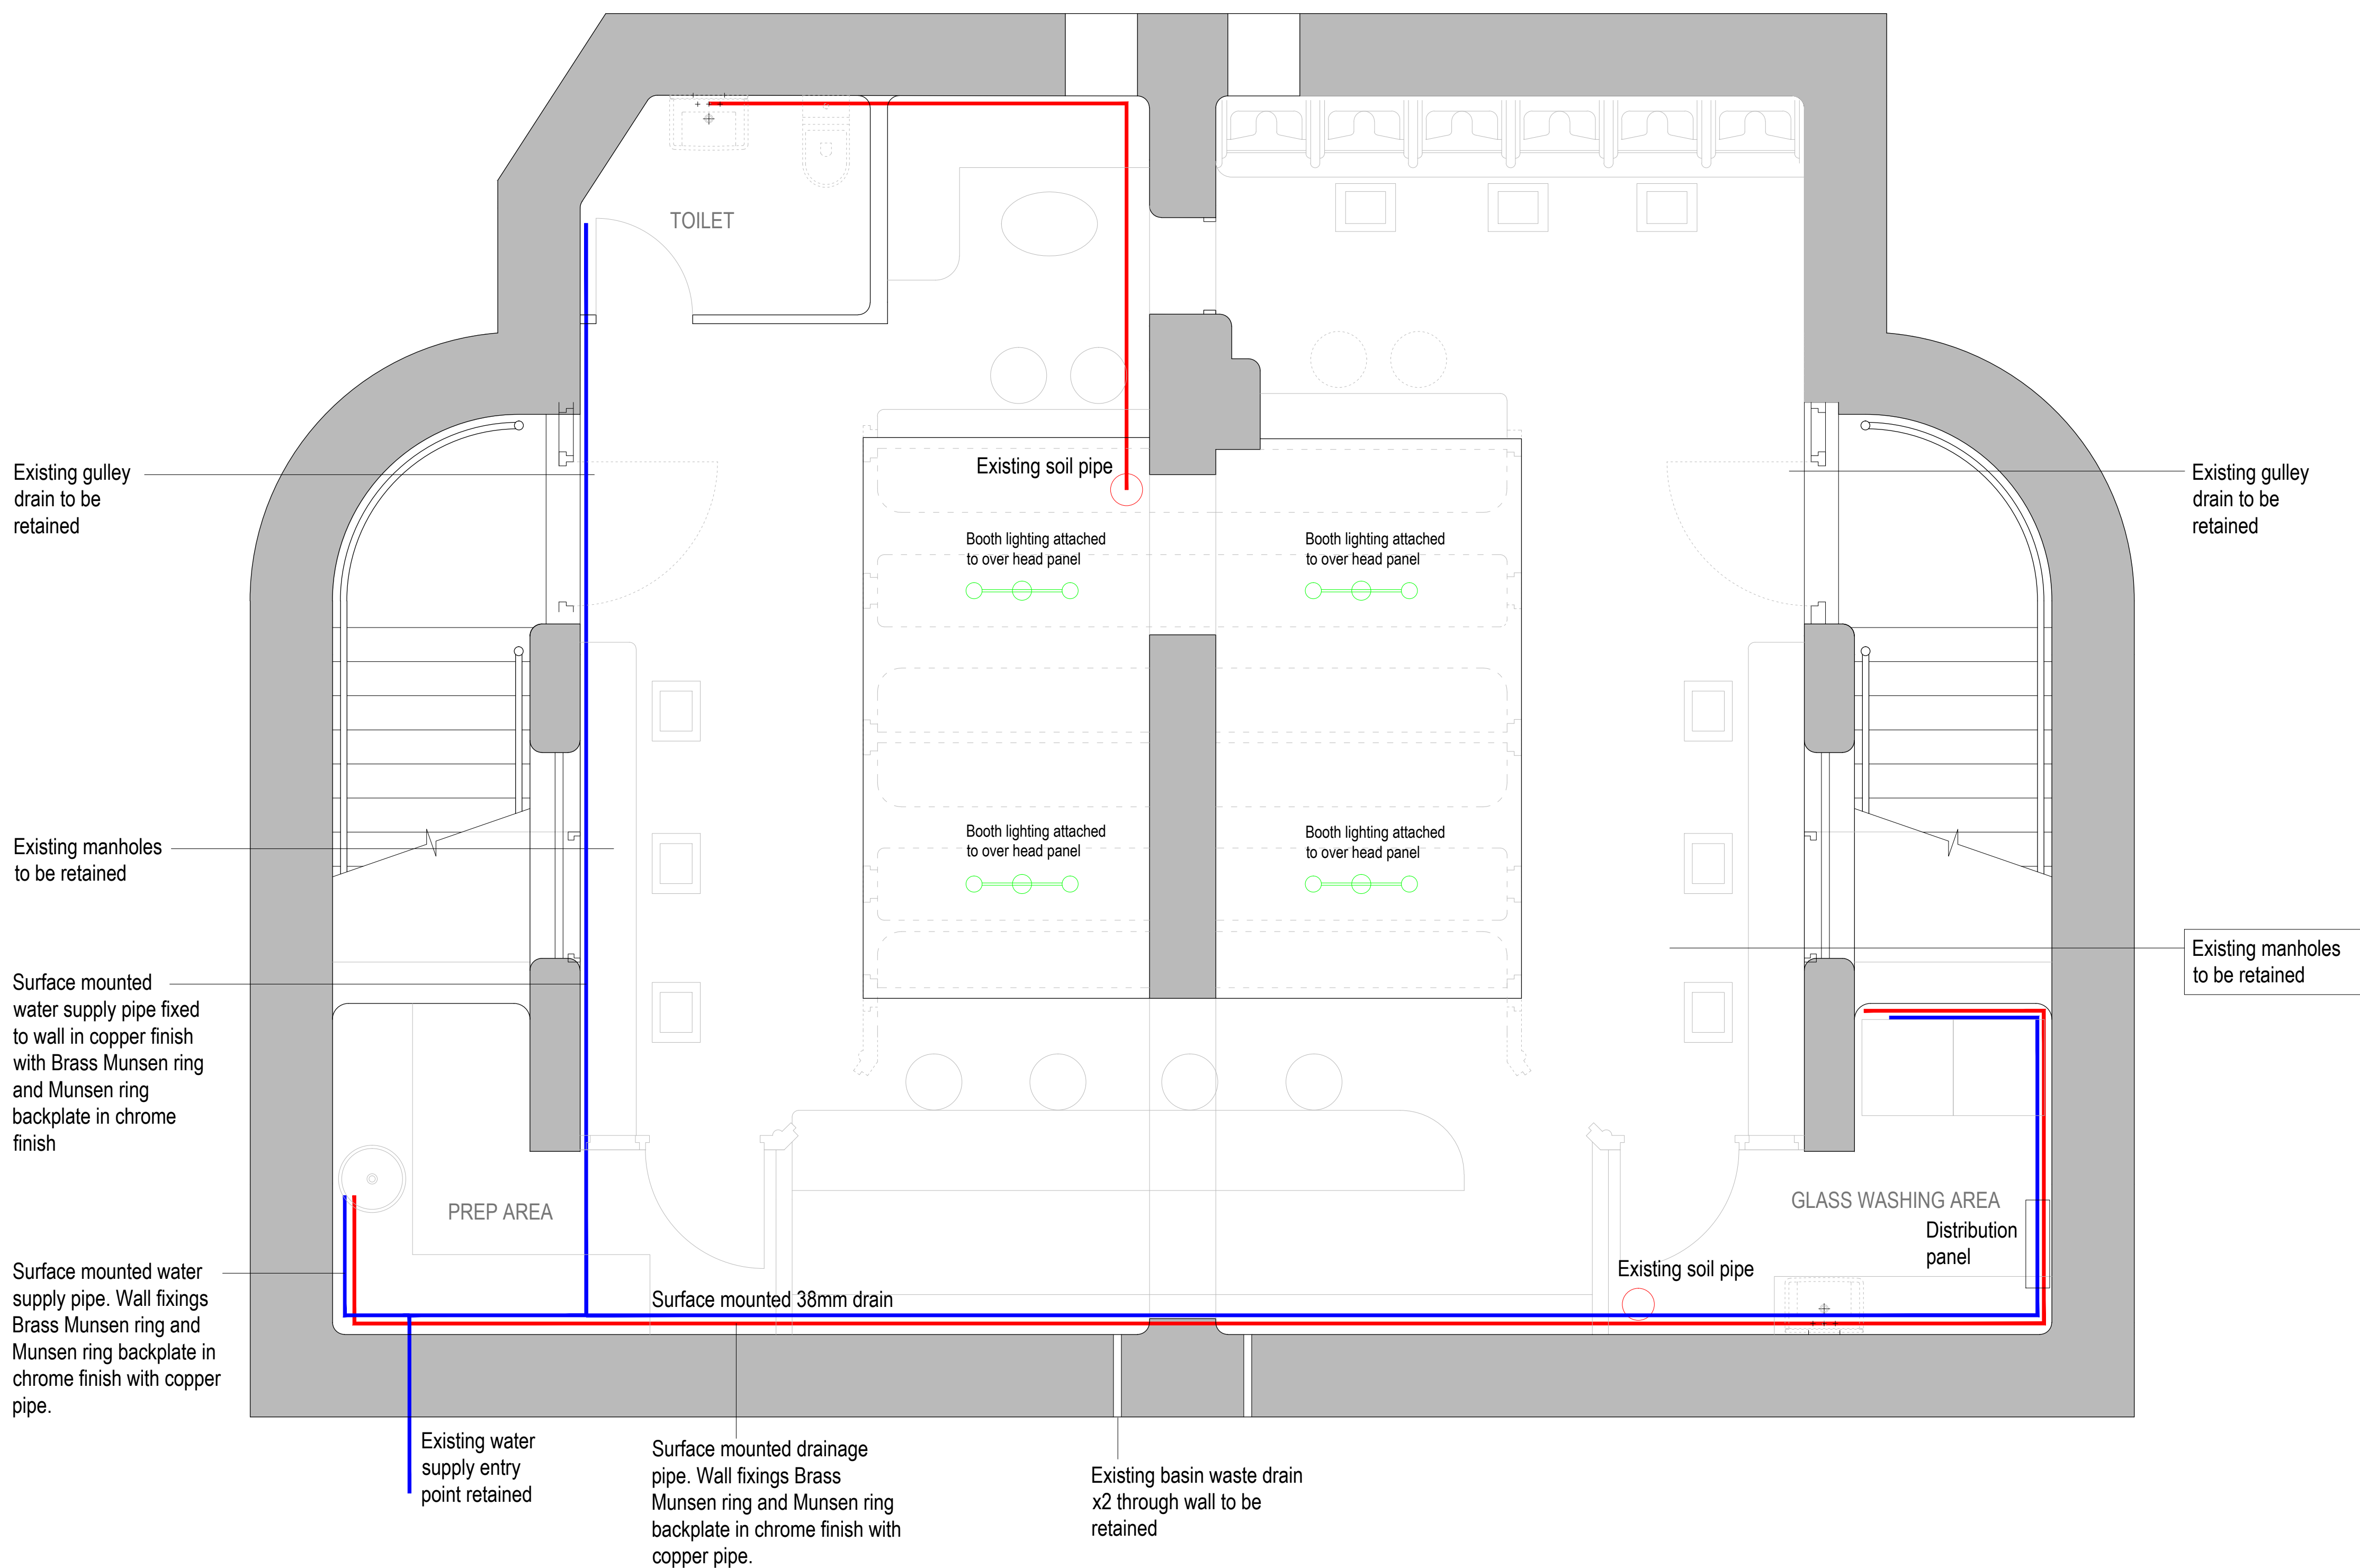 TOILET
Existing gulley
drain to be
retained
Existing soil pipe
Existing gulley
drain to be
retained
Booth lighting attached
to over head panel
Booth lighting attached
to over head panel
Existing manholes
to be retained
Booth lighting attached
to over head panel
Booth lighting attached
to over head panel
Existing manholes
to be retained
Surface mounted
water supply pipe fixed
to wall in copper finish
with Brass Munsen ring
and Munsen ring
backplate in chrome
finish
PREP AREA
GLASS WASHING AREA
Distribution
panel
Existing soil pipe
Surface mounted water
supply pipe. Wall fixings
Brass Munsen ring and
Munsen ring backplate in
chrome finish with copper
pipe.
Surface mounted 38mm drain
Existing water
supply entry
point retained
Surface mounted drainage
pipe. Wall fixings Brass
Munsen ring and Munsen ring
backplate in chrome finish with
copper pipe.
Existing basin waste drain
x2 through wall to be
retained